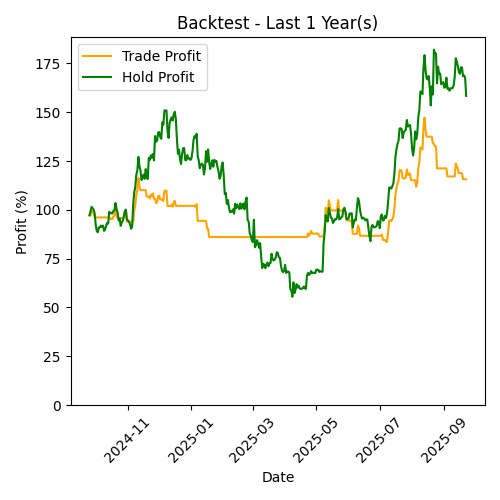 Backtest - Last 1 Year(s)
Trade Profit
Hold Profit
Profit (%)
175
150
125
100
75
50
25
0
2024-11
2025-01
2025-03
2025-05
2025-07
2025-09
Date